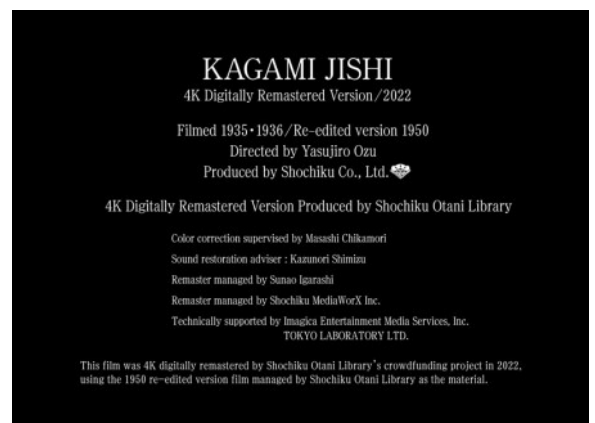 KAGAMI JISHI
4K Digitally Remastered Version/2022
Filmed 1935・1936/Re-edited version 1950
Directed by Yasujiro Ozu
Produced by Shochiku Co., Ltd.
4K Digitally Remastered Version Produced by Shochiku Otani Library
Color correction supervised by Masashi Chikamori
Sound restoration adviser : Kazunori Shimizu
Remaster managed by Sunao Igarashi
Remaster managed by Shochiku MediaWorX Inc.
Technically supported by Imagica Entertainment Media Services, Inc.
TOKYO LABORATORY LTD.
This film was 4K digitally remastered by Shochiku Otani Library's crowdfunding project in 2022,
using the 1950 re-edited version film managed by Shochiku Otani Library as the material.